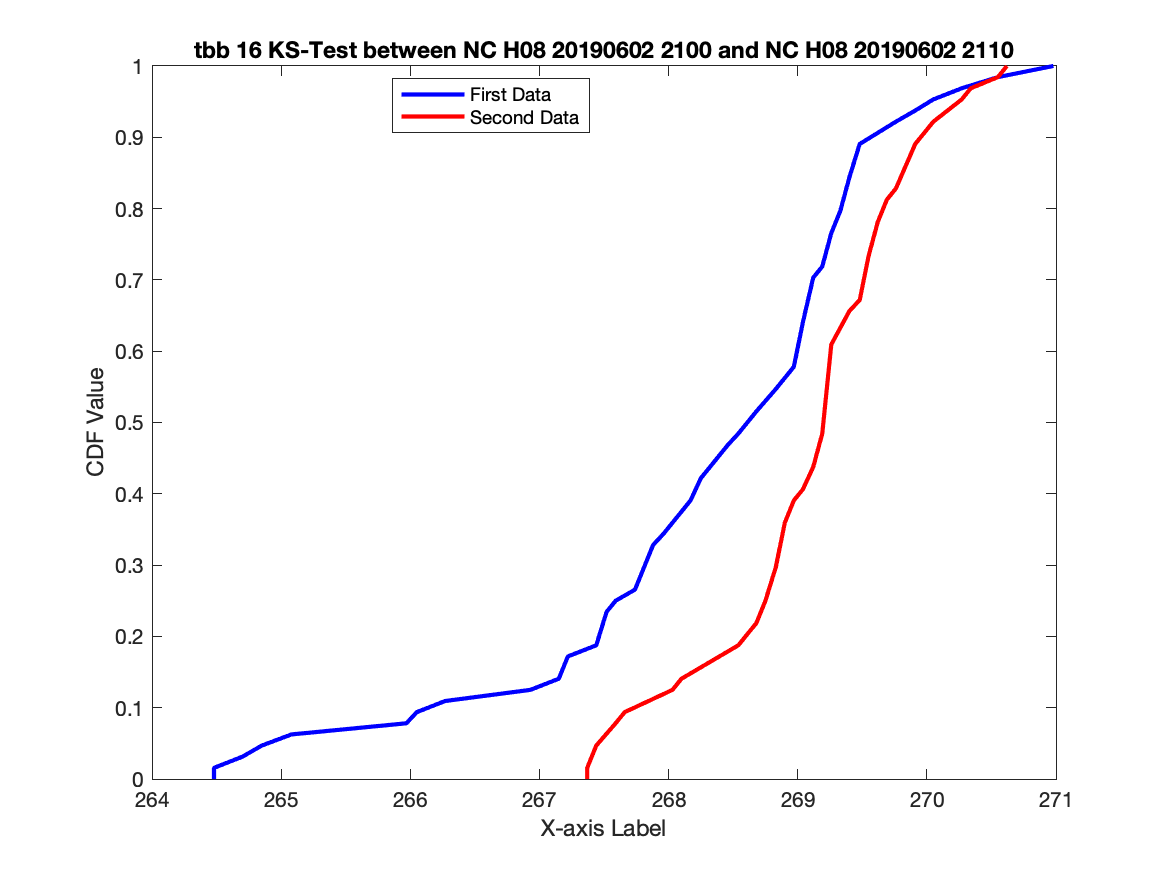 tbb 16 KS-Test between NC H08 20190602 2100 and NC H08 20190602 2110
First Data
Second Data
1
0.9
0.8
0.7
0.6
0.5
0.4
0.3
0.2
0.1
0
CDF Value
264 265 266 267 268 269 270 271
X-axis Label